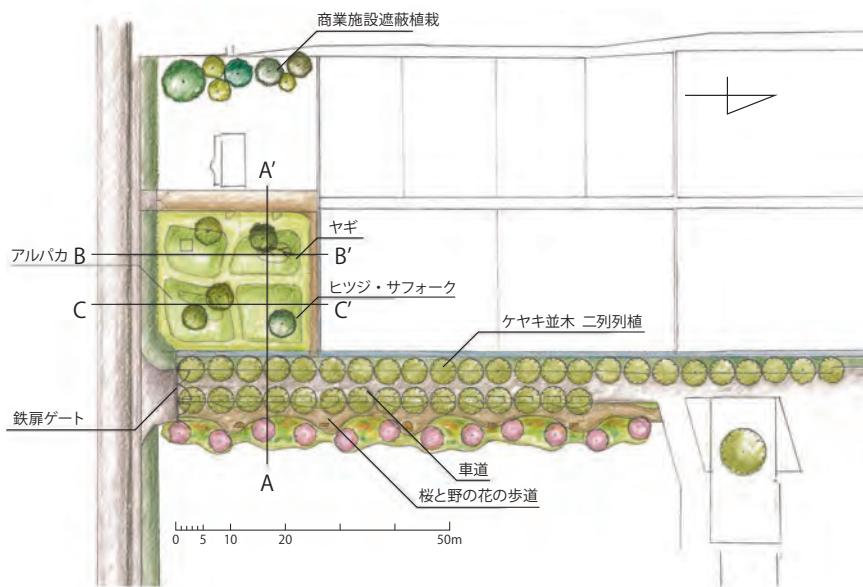 商業施設遮蔽植栽
A'
ヤギ
アルパカ B
B'
ヒツジ・サフォーク
C
C'
ケヤキ並木 二列列植
鉄扉ゲート
車道
A
桜と野の花の歩道
0 5 10 20 50m